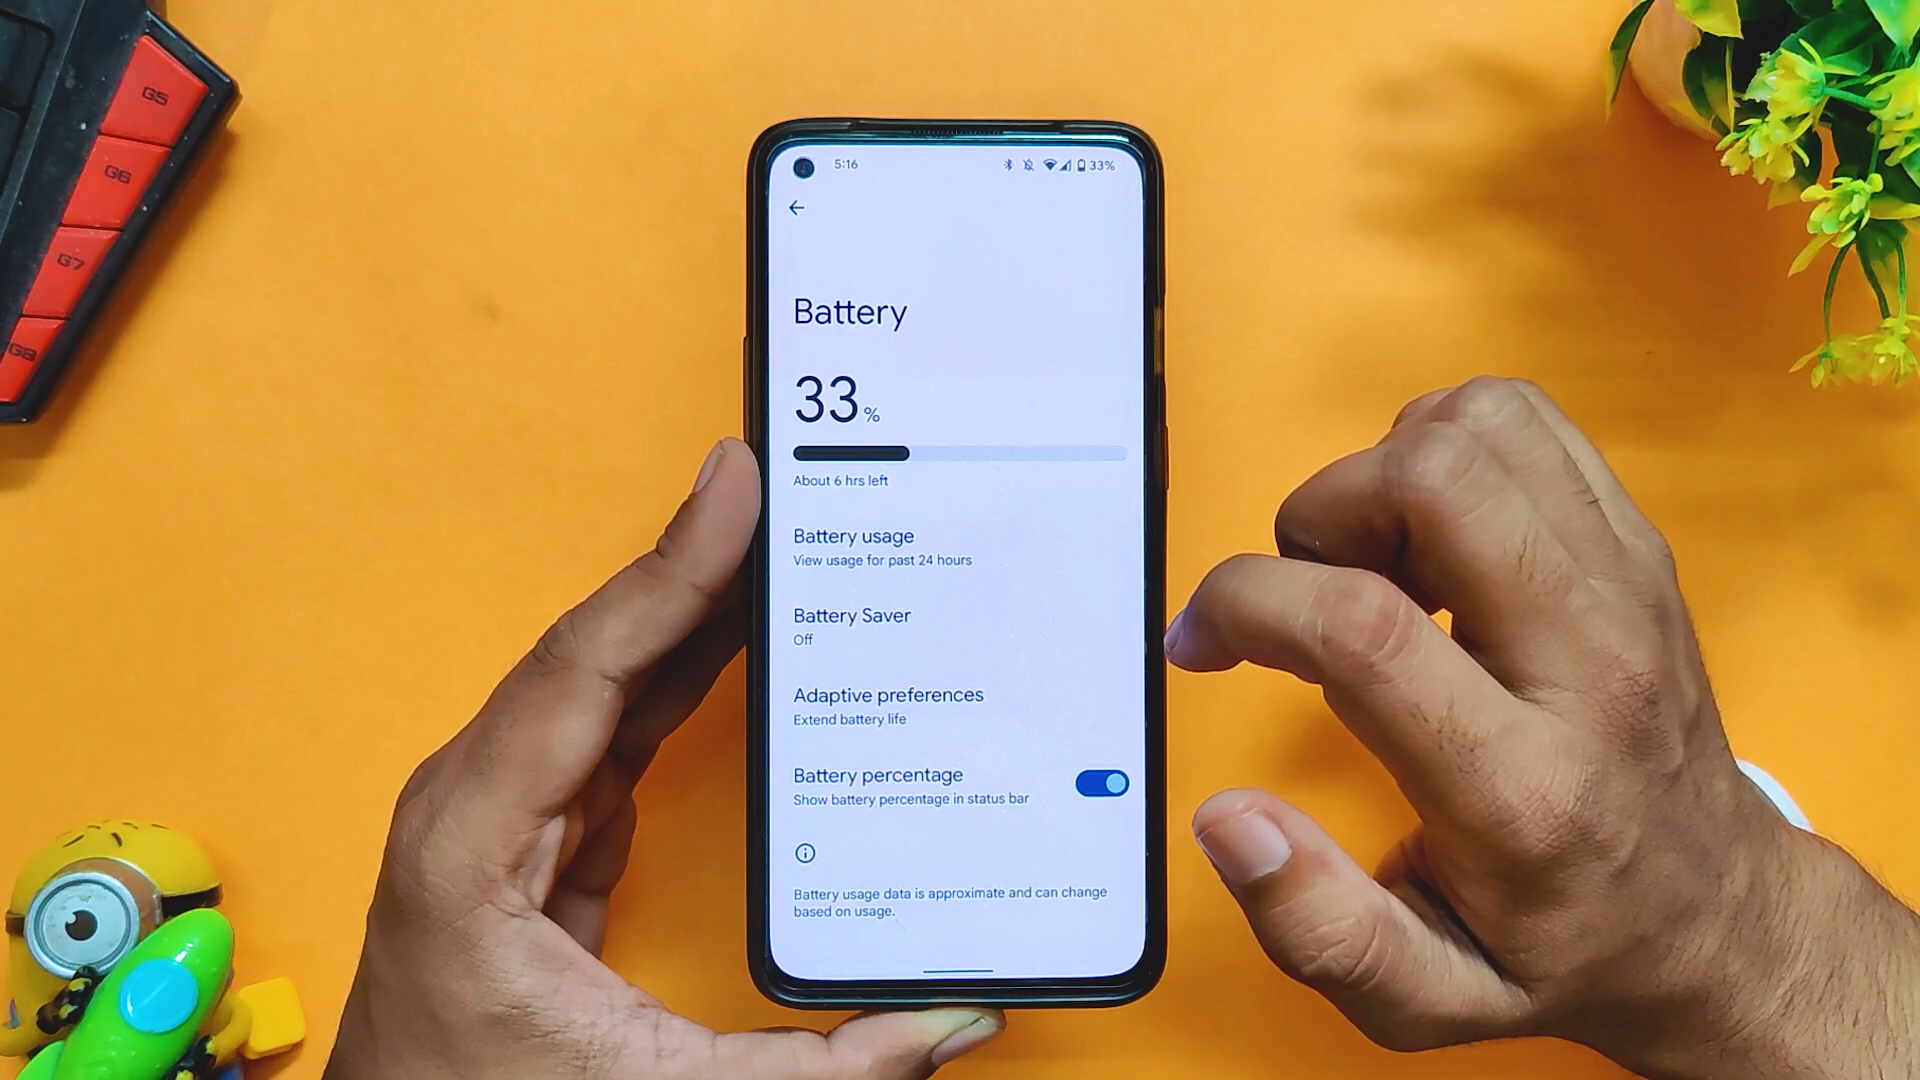 G5
G6
G7
G8
5:16
33%
Battery
33 %
About 6 hrs left
Battery usage
View usage for past 24 hours
Battery Saver
Off
Adaptive preferences
Extend battery life
Battery percentage
Show battery percentage in status bar
Battery usage data is approximate and can change
based on usage.